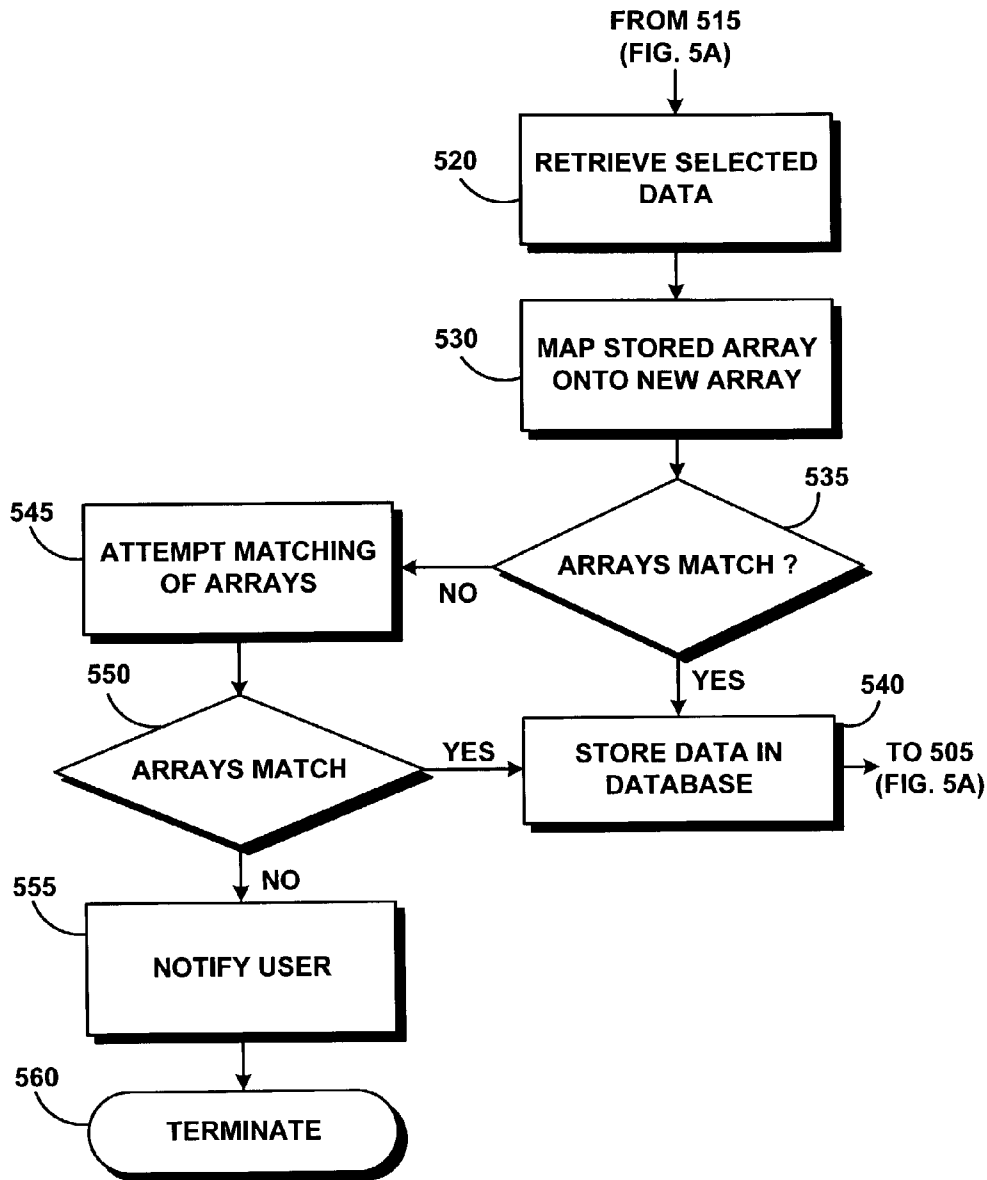 FROM 515
(FIG. 5A)
520
RETRIEVE SELECTED
DATA
530
MAP STORED ARRAY
ONTO NEW ARRAY
535
ARRAYS MATCH ?
NO
YES
545
ATTEMPT MATCHING
OF ARRAYS
550
ARRAYS MATCH
YES
NO
540
STORE DATA IN
DATABASE
TO 505
(FIG. 5A)
555
NOTIFY USER
560
TERMINATE